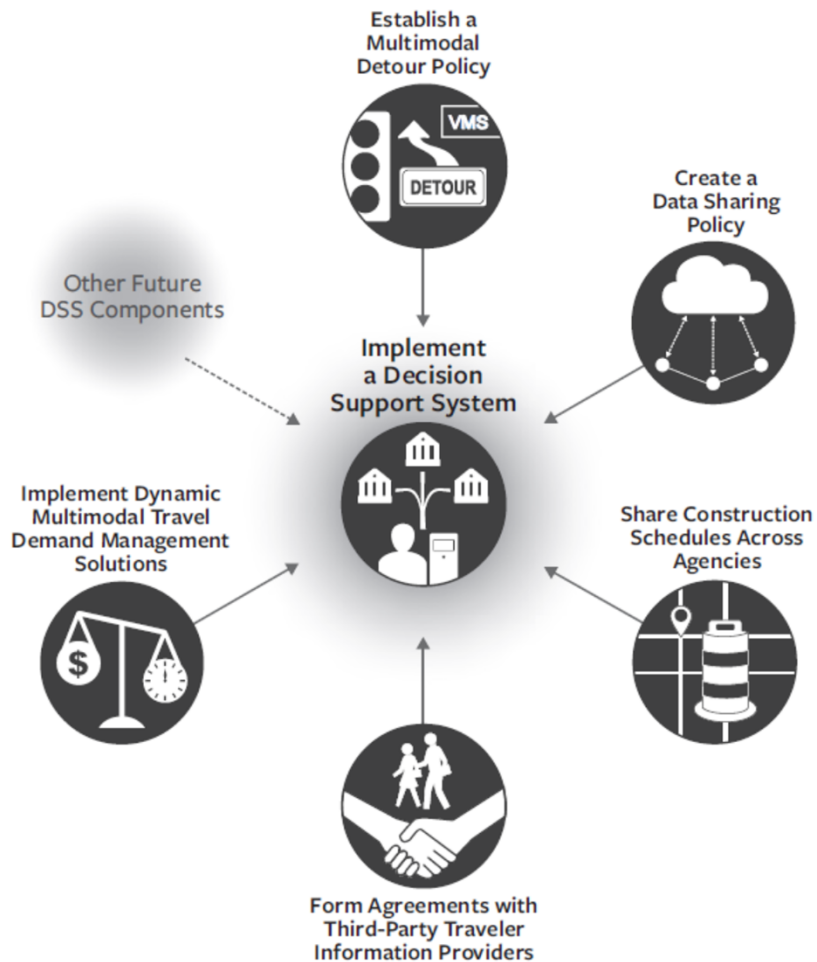 Establish a
Multimodal
Detour Policy
VMS
DETOUR
Create a
Data Sharing
Policy
Other Future
DSS Components
Implement
a Decision
Support System
Implement Dynamic
Multimodal Travel
Demand Management
Solutions
$
Share Construction
Schedules Across
Agencies
Form Agreements with
Third-Party Traveler
Information Providers